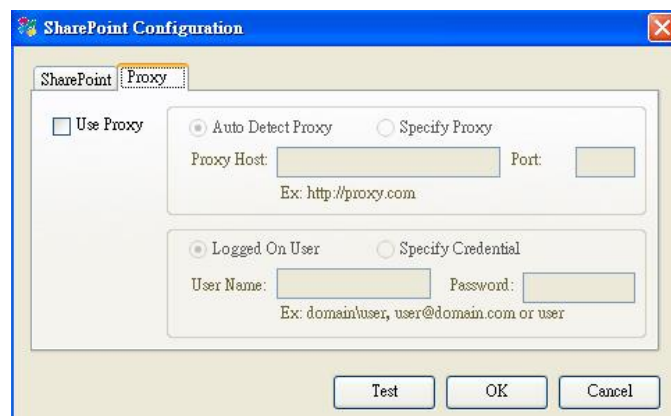 SharePoint Configuration
SharePoint Proxy
Use Proxy Auto Detect Proxy Specify Proxy
Proxy Host: Port:
Ex: http://proxy.com
Logged On User Specify Credential
User Name: Password:
Ex: domain\user, user@domain.com or user
Test OK Cancel